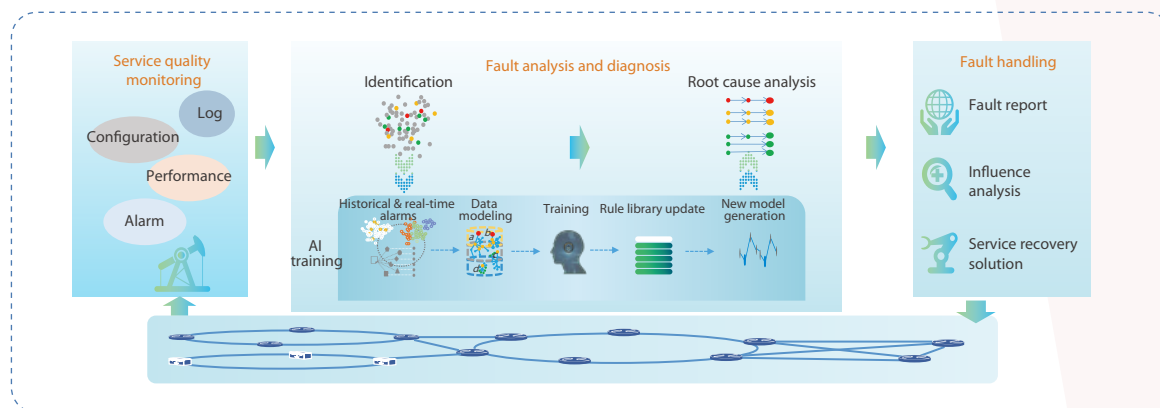 Service quality
monitoring
Log
Configuration
Performance
Alarm
Fault analysis and diagnosis
Identification
Root cause analysis
AI
training
Historical & real-time
alarms
Data
modeling
a
b
c
d
Training
Rule library update
New model
generation
Fault handling
Fault report
Influence
analysis
Service recovery
solution